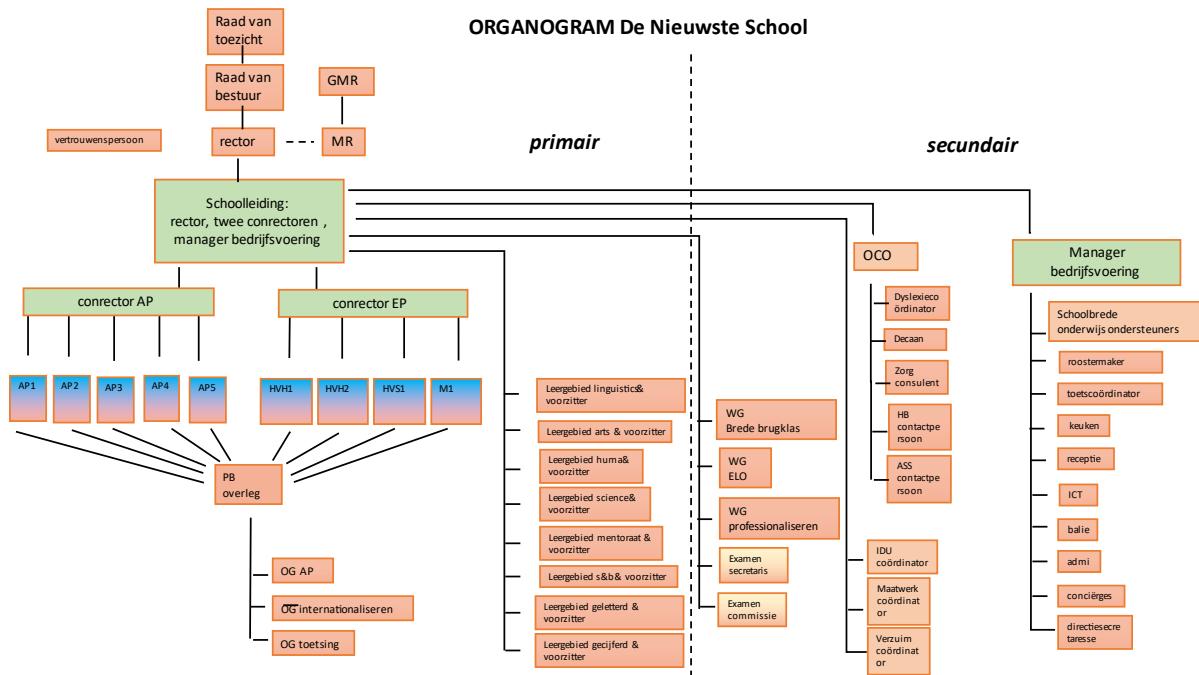 ORGANOGRAM De Nieuwste School
Raad van
toezicht
Raad van
bestuur
GMR
vertrouwenspersoon
rector
MR
primair
secundair
Schoolleiding:
rector, twee conrectoren ,
manager bedrijfsvoering
conrector AP
conrector EP
AP1
AP2
AP3
AP4
AP5
HVH1
HVH2
HVS1
M1
PB
overleg
OG AP
OG internationaliseren
OG toetsing
Leergebied linguistics&
voorzitter
Leergebied arts & voorzitter
Leergebied huma&
voorzitter
Leergebied science&
voorzitter
Leergebied mentoraat &
voorzitter
Leergebied s&b& voorzitter
Leergebied geletterd &
voorzitter
Leergebied gecijferd &
voorzitter
WG
Brede brugklas
WG
ELO
WG
professionaliseren
Examen
secretaris
Examen
commissie
OCO
Dyslexieco
ördinator
Decaan
Zorg
consulent
HB
contactpe
rsoon
ASS
contactpe
rsoon
IDU
coördinator
Maatwerk
coördinat
or
Verzuim
coördinat
or
Manager
bedrijfsvoering
Schoolbrede
onderwijs ondersteuners
roostermaker
toetscoördinator
keuken
receptie
ICT
balie
admi
conciërges
directiesecre
taresse